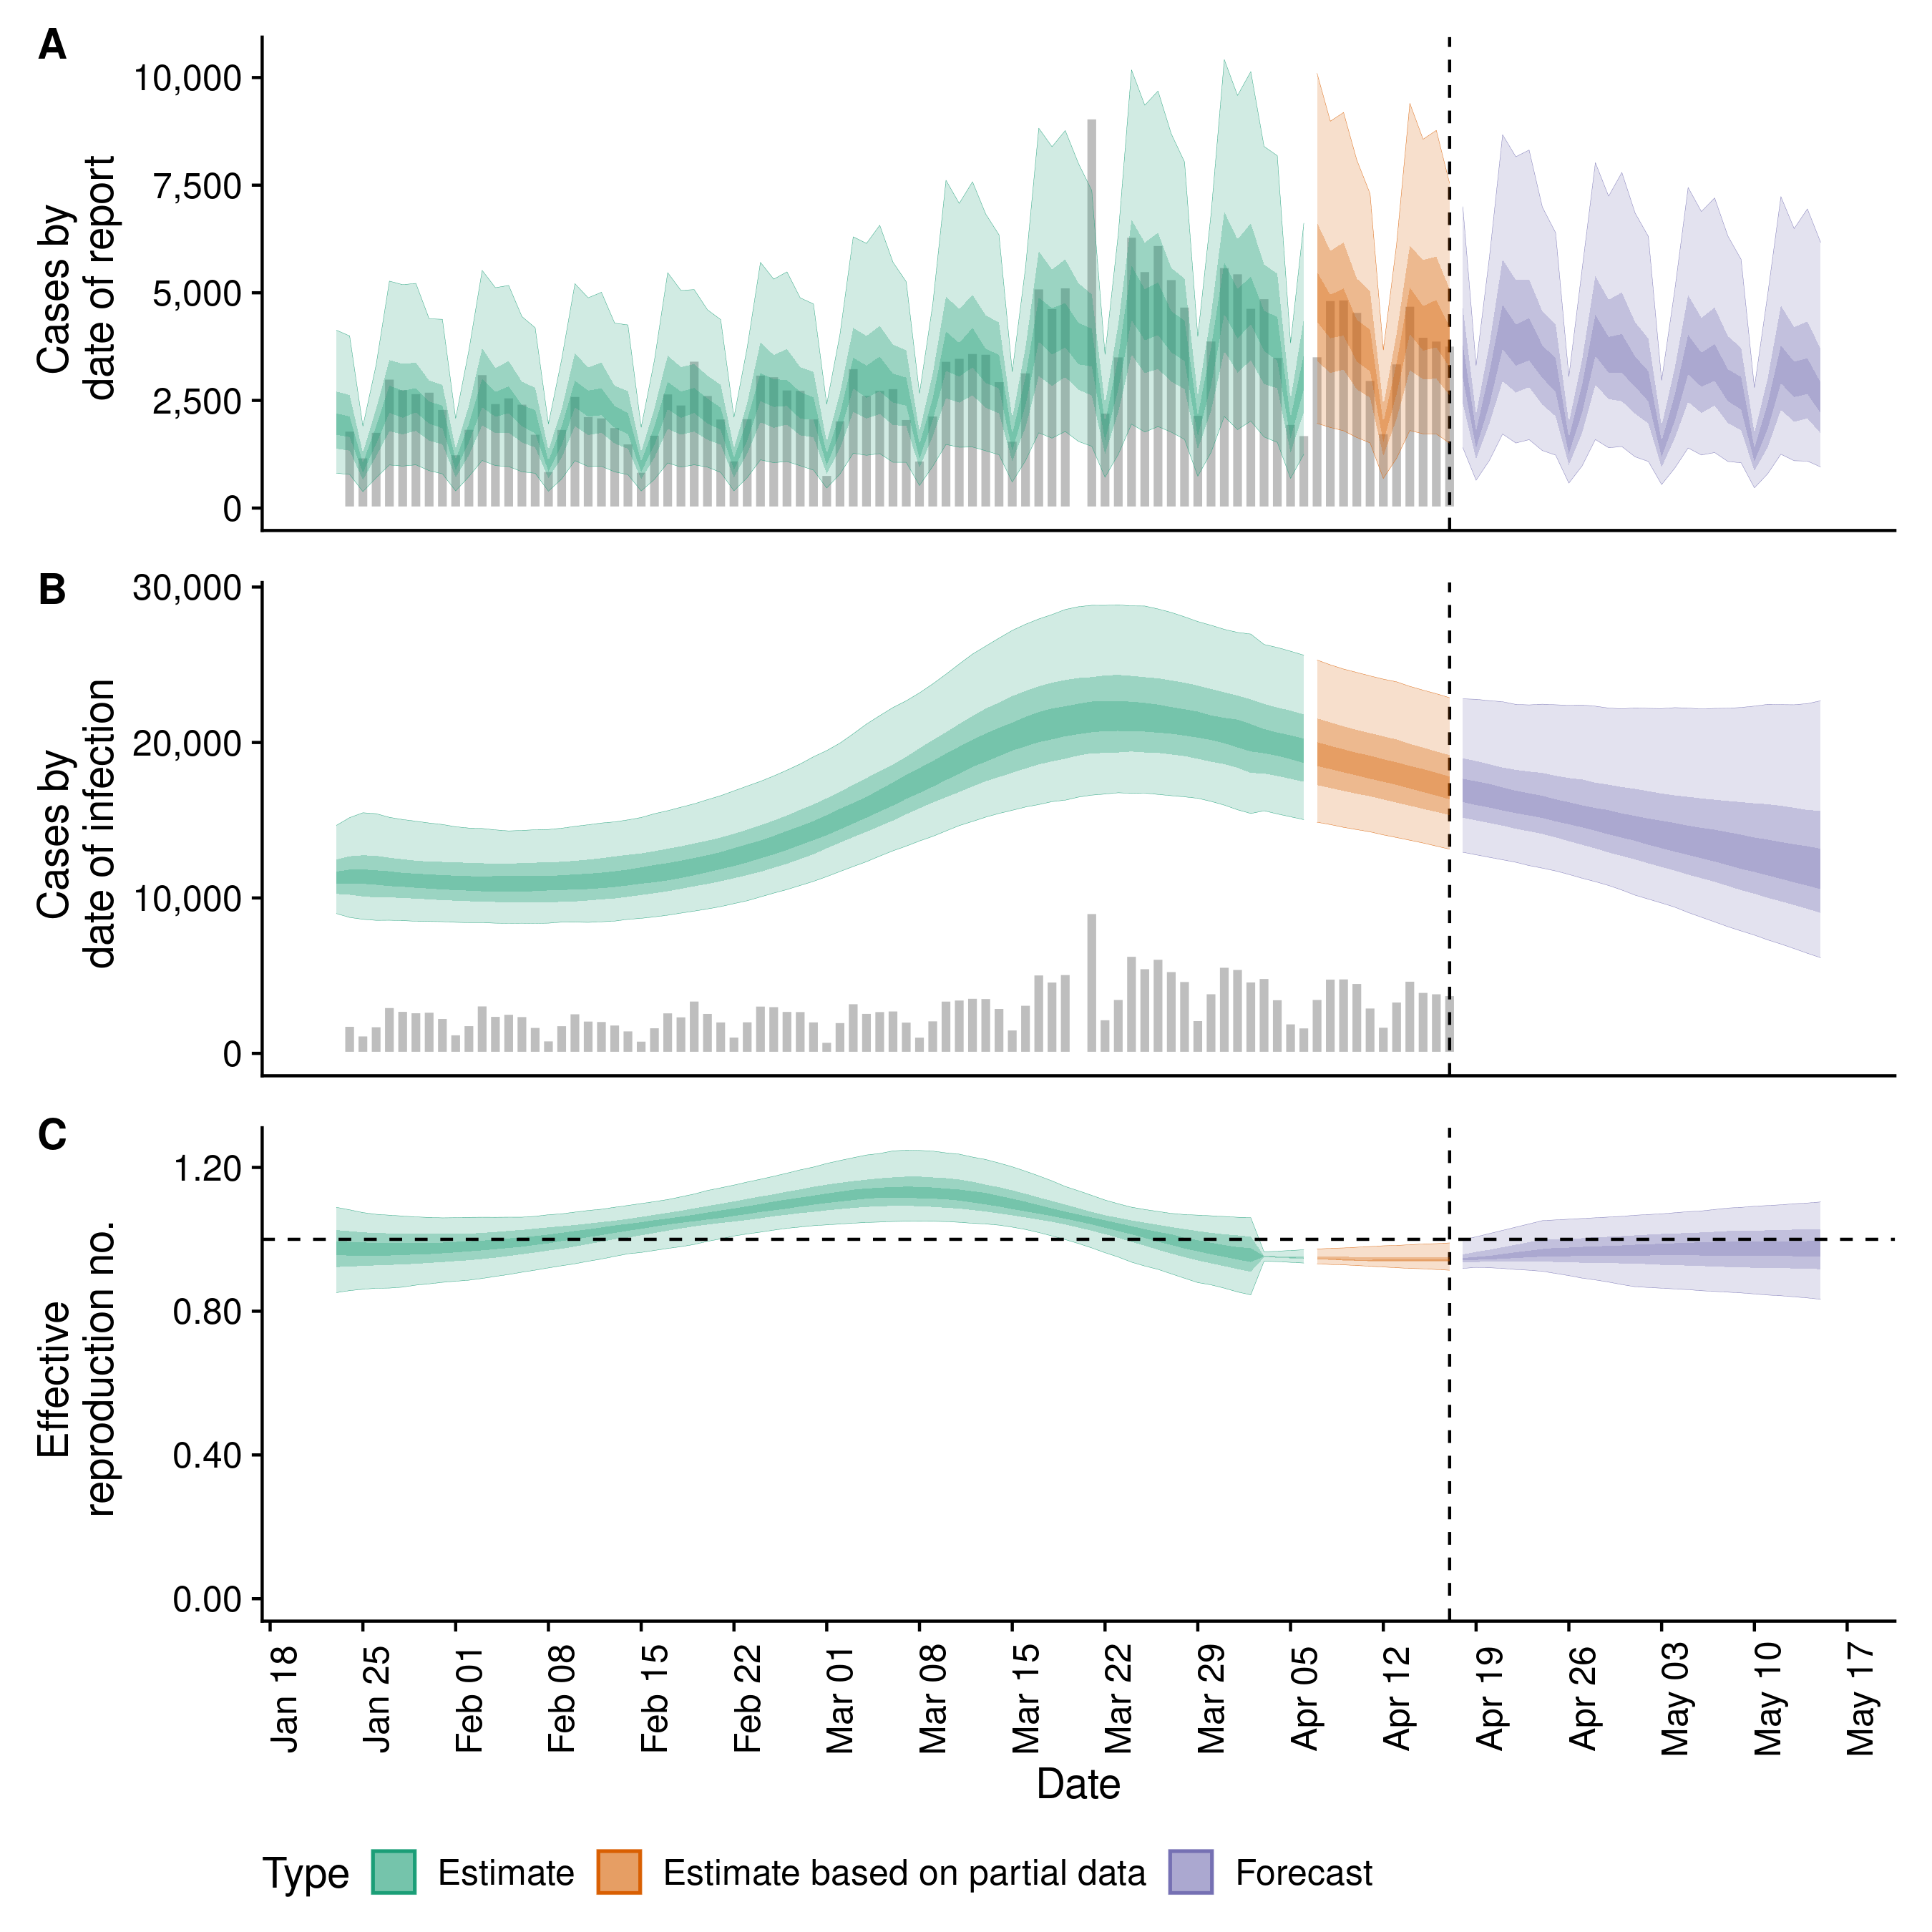 A
Cases by
date of report
10,000
7,500
5,000
2,500
0
B
Cases by
date of infection
30,000
20,000
10,000
0
C
Effective
reproduction no.
1.20
0.80
0.40
0.00
Jan 18
Jan 25
Feb 01
Feb 08
Feb 15
Feb 22
Mar 01
Mar 08
Mar 15
Mar 22
Mar 29
Apr 05
Apr 12
Apr 19
Apr 26
May 03
May 10
May 17
Date
Type Estimate Estimate based on partial data Forecast